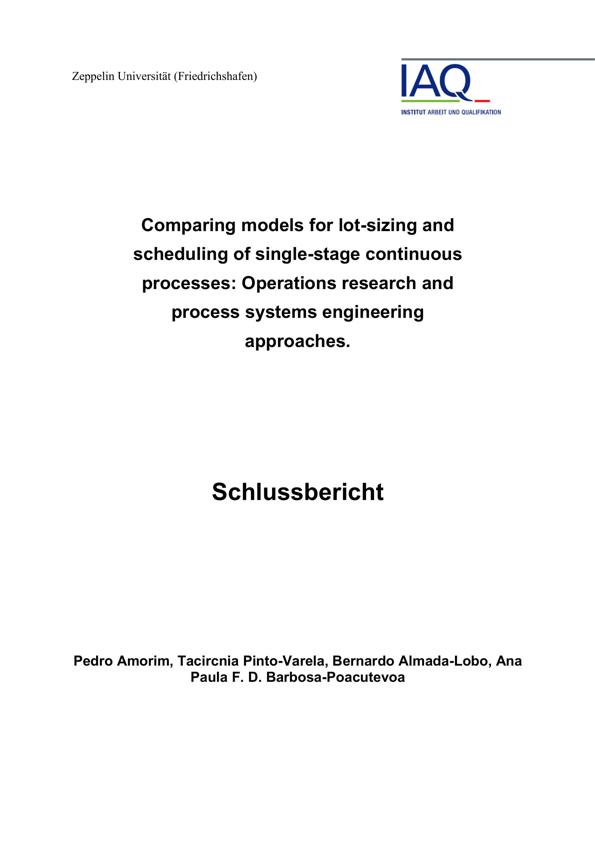 Zeppelin Universität (Friedrichshafen)
IAQ
INSTITUT ARBEIT UND QUALIFIKATION
Comparing models for lot-sizing and
scheduling of single-stage continuous
processes: Operations research and
process systems engineering
approaches.
Schlussbericht
Pedro Amorim, Tacircnia Pinto-Varela, Bernardo Almada-Lobo, Ana
Paula F. D. Barbosa-Poacutevoa